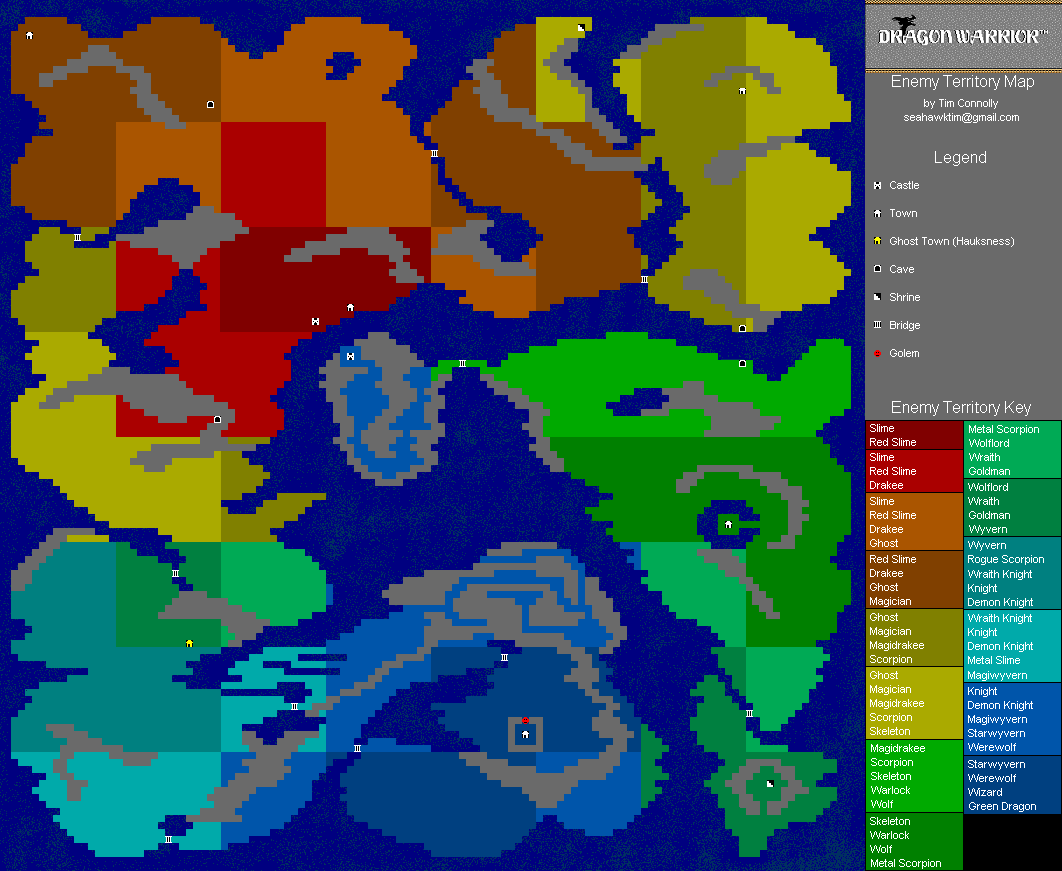 DRAGON WARRIOR™
Enemy Territory Map
by Tim Connolly
seahawktim@gmail.com
Legend
Castle
Town
Ghost Town (Hauksness)
Cave
Shrine
Bridge
Golem
Enemy Territory Key
Slime
Red Slime
Slime
Red Slime
Drakee
Slime
Red Slime
Drakee
Ghost
Red Slime
Drakee
Ghost
Magician
Ghost
Magician
Magidrakee
Scorpion
Ghost
Magician
Magidrakee
Scorpion
Skeleton
Magidrakee
Scorpion
Skeleton
Warlock
Wolf
Skeleton
Warlock
Wolf
Metal Scorpion
Metal Scorpion
Wolflord
Wraith
Goldman
Wolflord
Wraith
Goldman
Wyvern
Wyvern
Rogue Scorpion
Wraith Knight
Knight
Demon Knight
Wraith Knight
Knight
Demon Knight
Metal Slime
Magiwyvern
Knight
Demon Knight
Magiwyvern
Starwyvern
Werewolf
Starwyvern
Werewolf
Wizard
Green Dragon